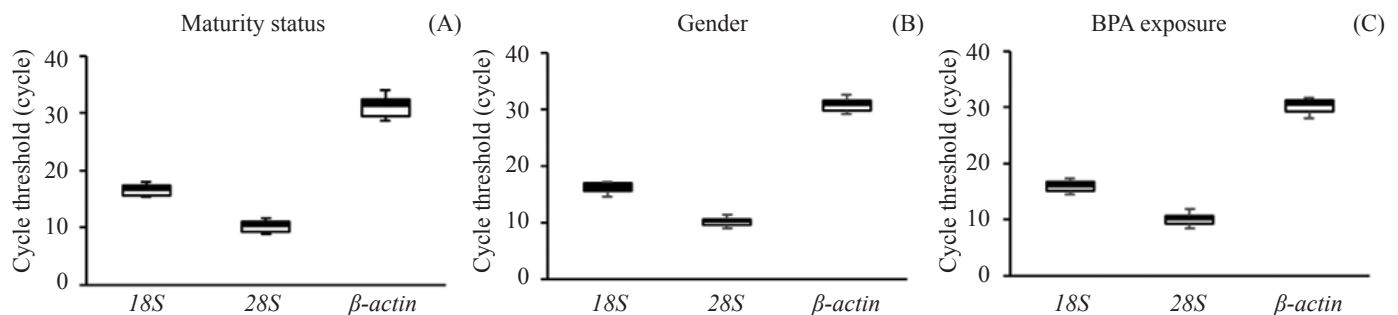 Maturity status (A)
Cycle threshold (cycle)
40
30
20
10
0
18S 28S β-actin
Gender (B)
Cycle threshold (cycle)
40
30
20
10
0
18S 28S β-actin
BPA exposure (C)
Cycle threshold (cycle)
40
30
20
10
0
18S 28S β-actin